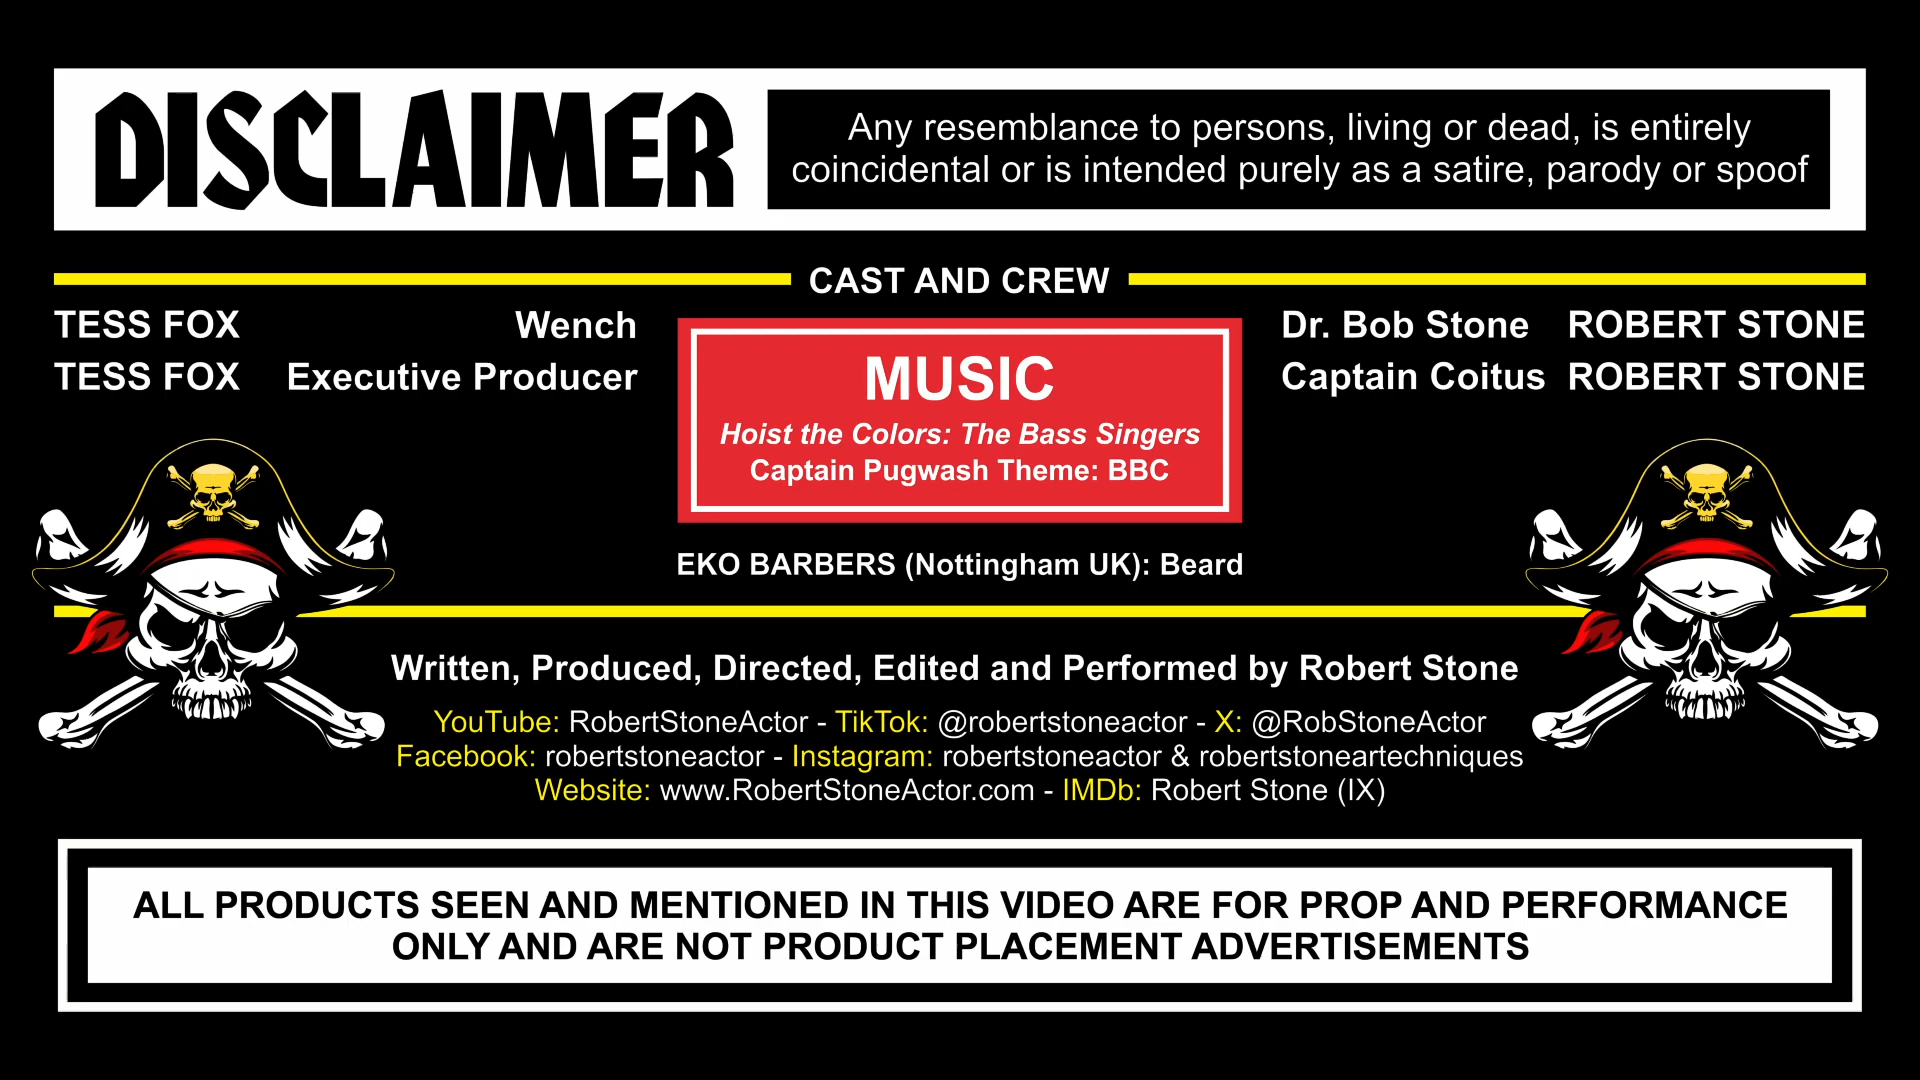 DISCLAIMER
Any resemblance to persons, living or dead, is entirely
coincidental or is intended purely as a satire, parody or spoof
CAST AND CREW
TESS FOX Wench
TESS FOX Executive Producer
MUSIC
Hoist the Colors: The Bass Singers
Captain Pugwash Theme: BBC
Dr. Bob Stone ROBERT STONE
Captain Coitus ROBERT STONE
EKO BARBERS (Nottingham UK): Beard
Written, Produced, Directed, Edited and Performed by Robert Stone
YouTube: RobertStoneActor - TikTok: @robertstoneactor - X: @RobStoneActor
Facebook: robertstoneactor - Instagram: robertstoneactor & robertstoneartechniques
Website: www.RobertStoneActor.com - IMDb: Robert Stone (IX)
ALL PRODUCTS SEEN AND MENTIONED IN THIS VIDEO ARE FOR PROP AND PERFORMANCE
ONLY AND ARE NOT PRODUCT PLACEMENT ADVERTISEMENTS